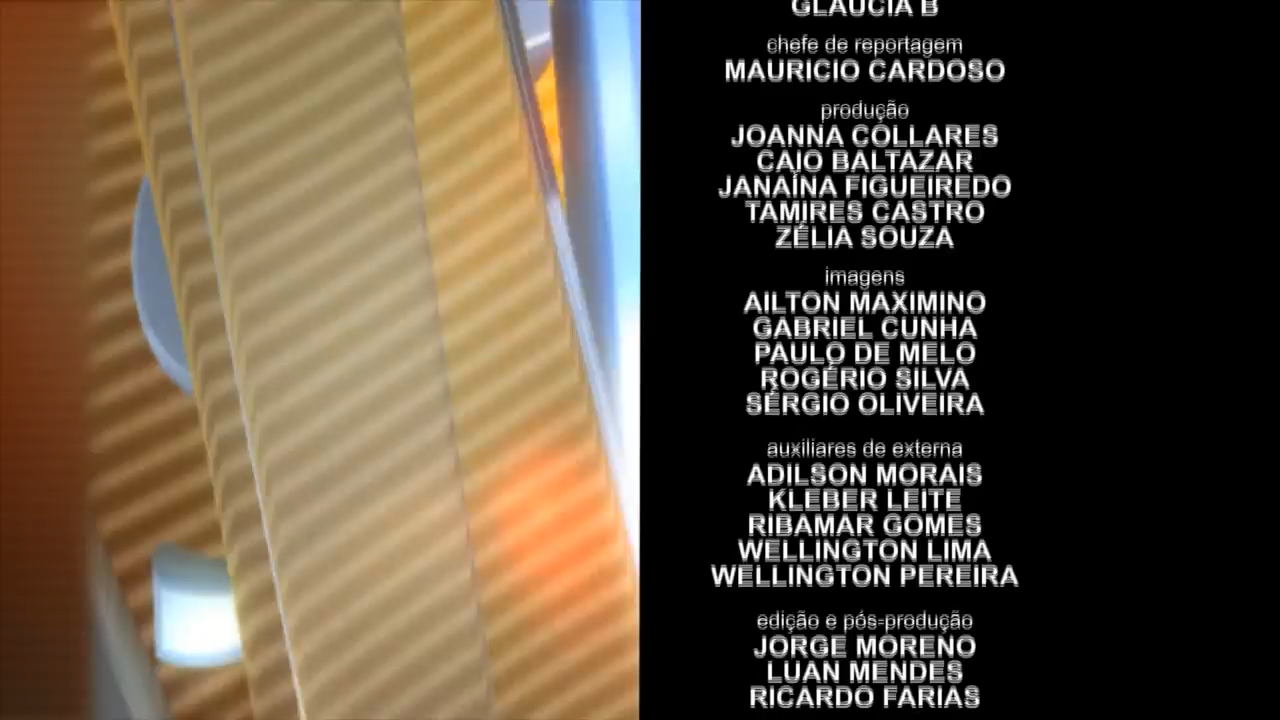 GLAUCIA B
chefe de reportagem
MAURICIO CARDOSO
produção
JOANNA COLLARES
CAIO BALTAZAR
JANAÍNA FIGUEIREDO
TAMIRES CASTRO
ZÉLIA SOUZA
imagens
AILTON MAXIMINO
GABRIEL CUNHA
PAULO DE MELO
ROGÉRIO SILVA
SÉRGIO OLIVEIRA
auxiliares de externa
ADILSON MORAIS
KLEBER LEITE
RIBAMAR GOMES
WELLINGTON LIMA
WELLINGTON PEREIRA
edição e pós-produção
JORGE MORENO
LUAN MENDES
RICARDO FARIAS